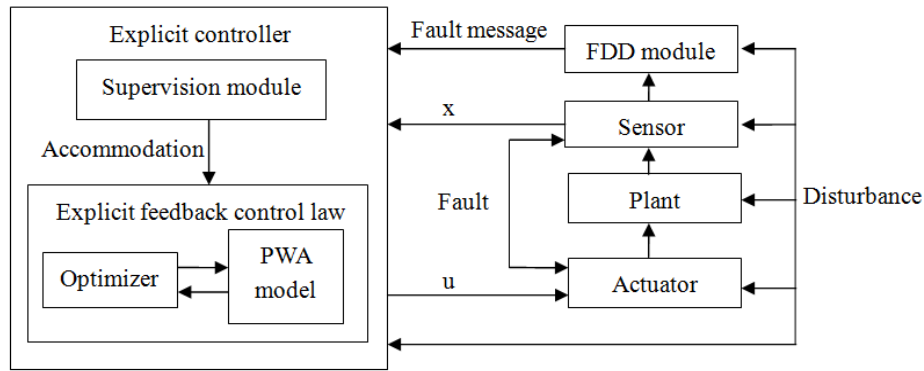 Explicit controller
Supervision module
Accommodation
Explicit feedback control law
Optimizer
PWA
model
Fault message
x
Fault
u
FDD module
Sensor
Plant
Actuator
Disturbance